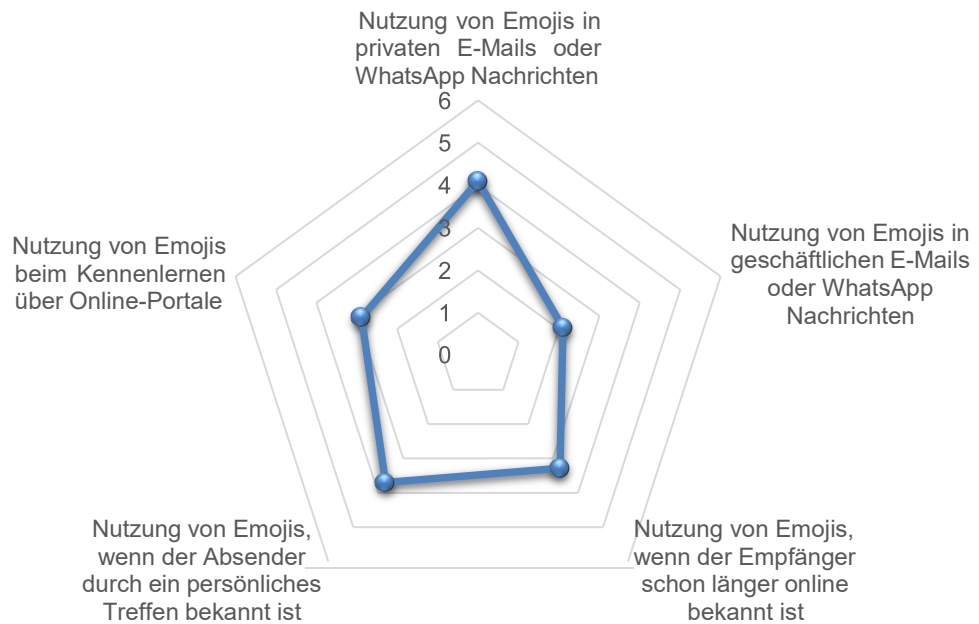 Nutzung von Emojis in
privaten E-Mails oder
WhatsApp Nachrichten
6
5
4
3
2
1
0
Nutzung von Emojis in
geschäftlichen E-Mails
oder WhatsApp
Nachrichten
Nutzung von Emojis,
wenn der Empfänger
schon länger online
bekannt ist
Nutzung von Emojis,
wenn der Absender
durch ein persönliches
Treffen bekannt ist
Nutzung von Emojis
beim Kennenlernen
über Online-Portale